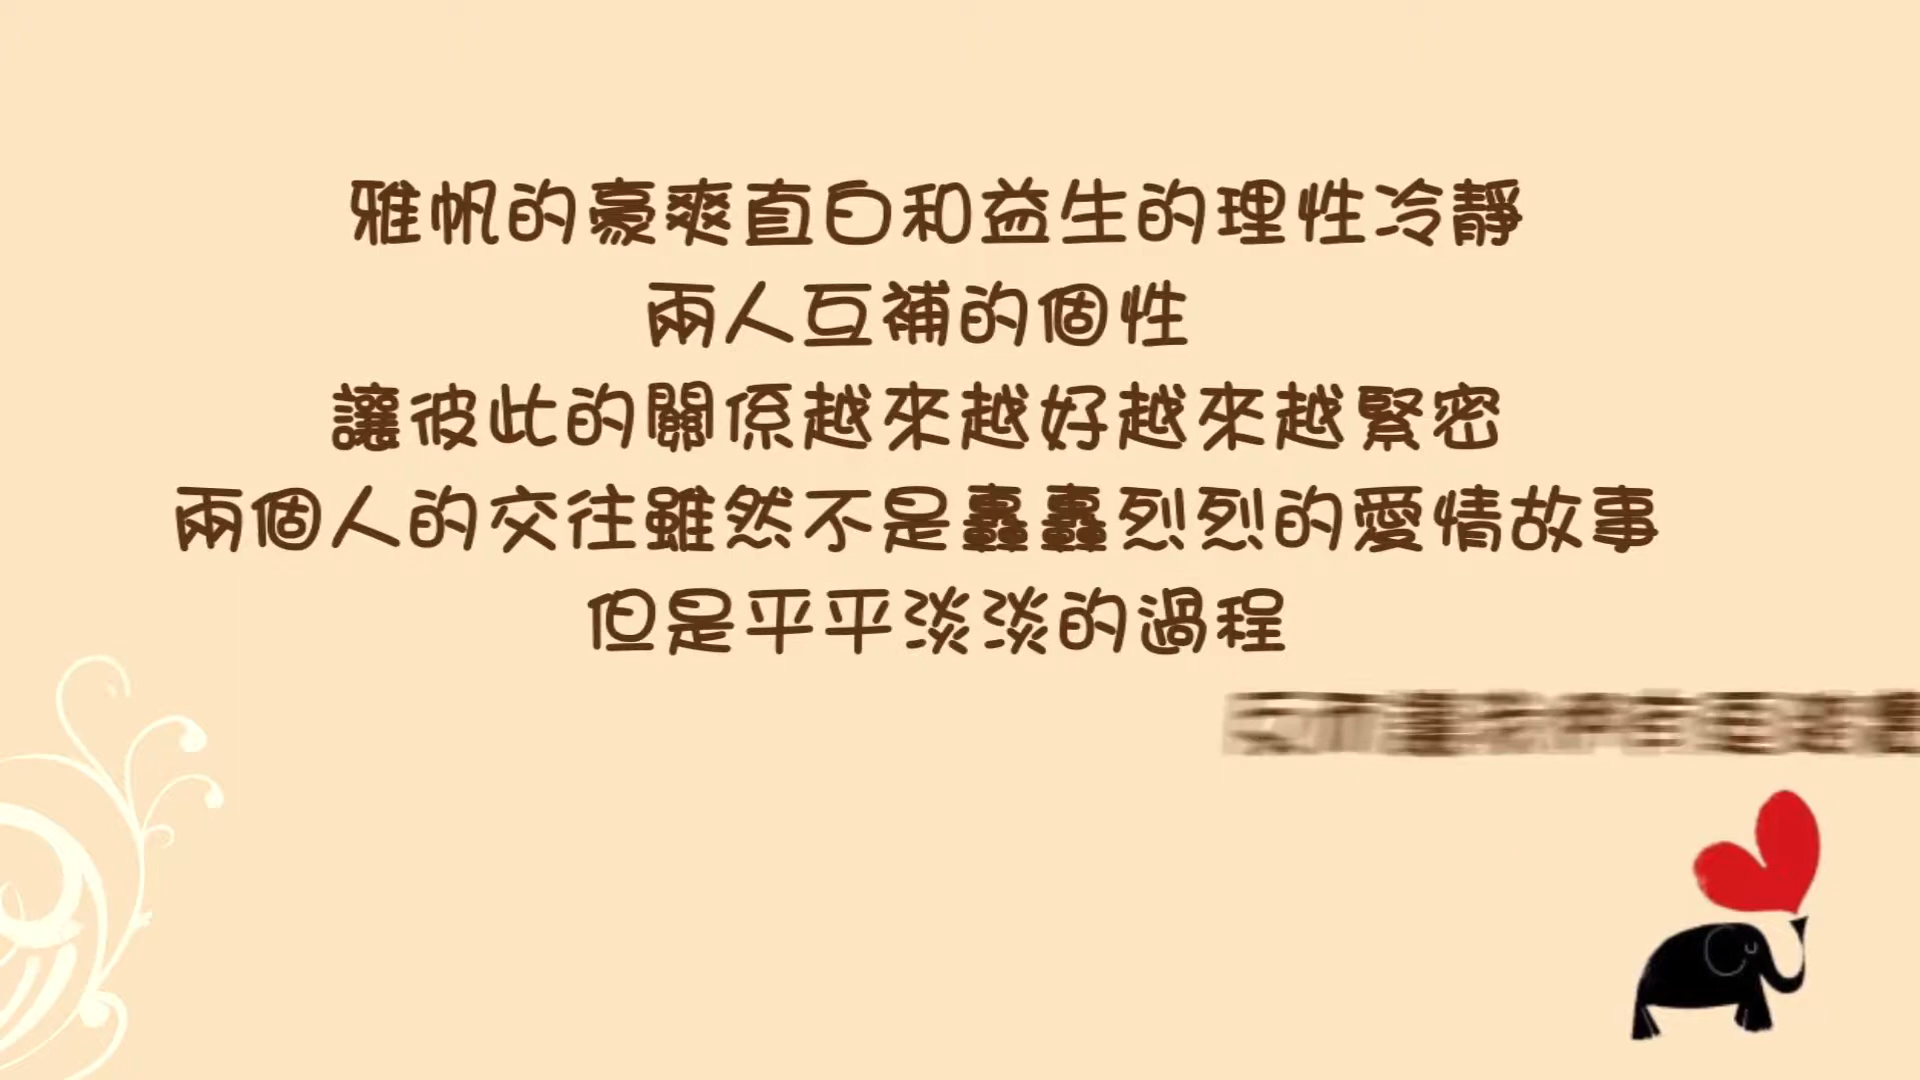 雅帆的豪爽直白和益生的理性冷靜
兩人互補的個性
讓彼此的關係越來越好越來越緊密
兩個人的交往雖然不是轟轟烈烈的愛情故事
但是平平淡淡的過程